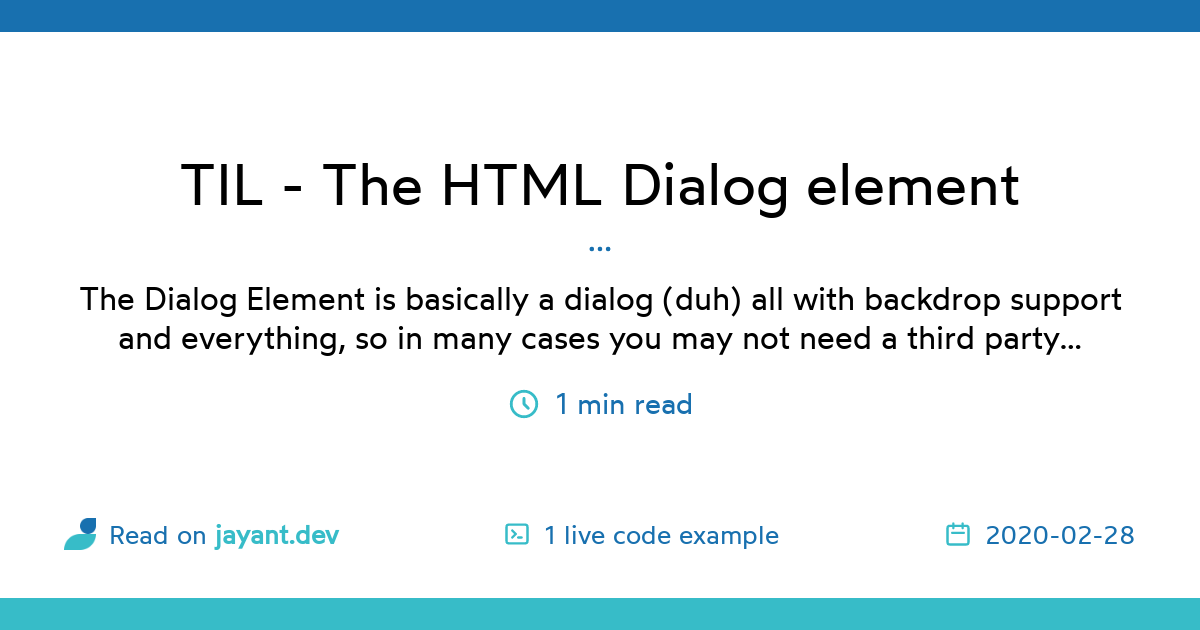 TIL - The HTML Dialog element
...
The Dialog Element is basically a dialog (duh) all with backdrop support
and everything, so in many cases you may not need a third party...
1 min read
Read on jayant.dev
1 live code example
2020-02-28